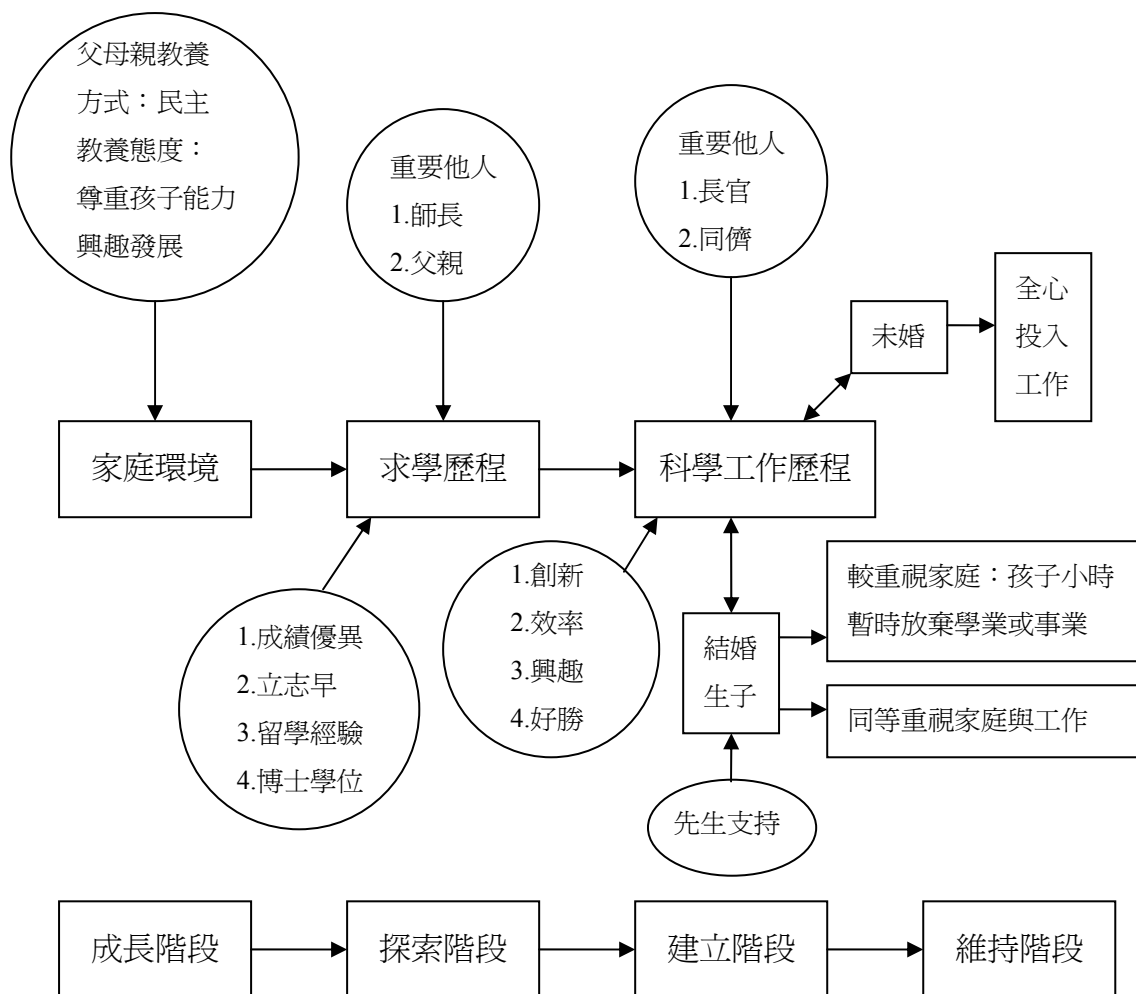 父母親教養
方式：民主
教養態度：
尊重孩子能力
興趣發展
重要他人
1.師長
2.父親
重要他人
1.長官
2.同儕
未婚
全心
投入
工作
家庭環境
求學歷程
科學工作歷程
1.成績優異
2.立志早
3.留學經驗
4.博士學位
1.創新
2.效率
3.興趣
4.好勝
結婚
生子
較重視家庭：孩子小時
暫時放棄學業或事業
同等重視家庭與工作
先生支持
成長階段
探索階段
建立階段
維持階段